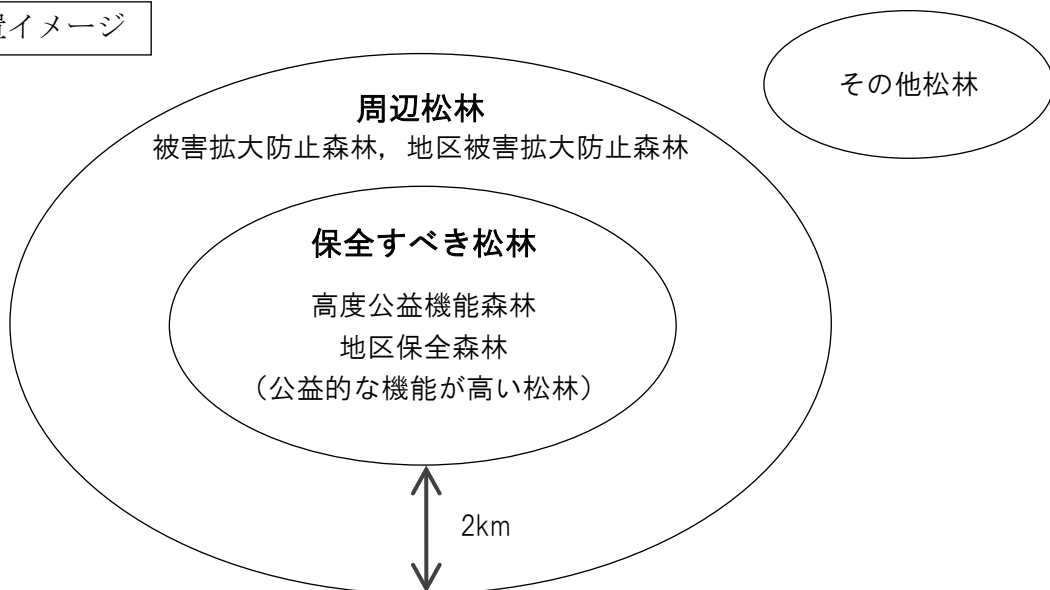 置イメージ
その他松林
周辺松林
被害拡大防止森林，地区被害拡大防止森林
保全すべき松林
高度公益機能森林
地区保全森林
（公益的な機能が高い松林）
2km